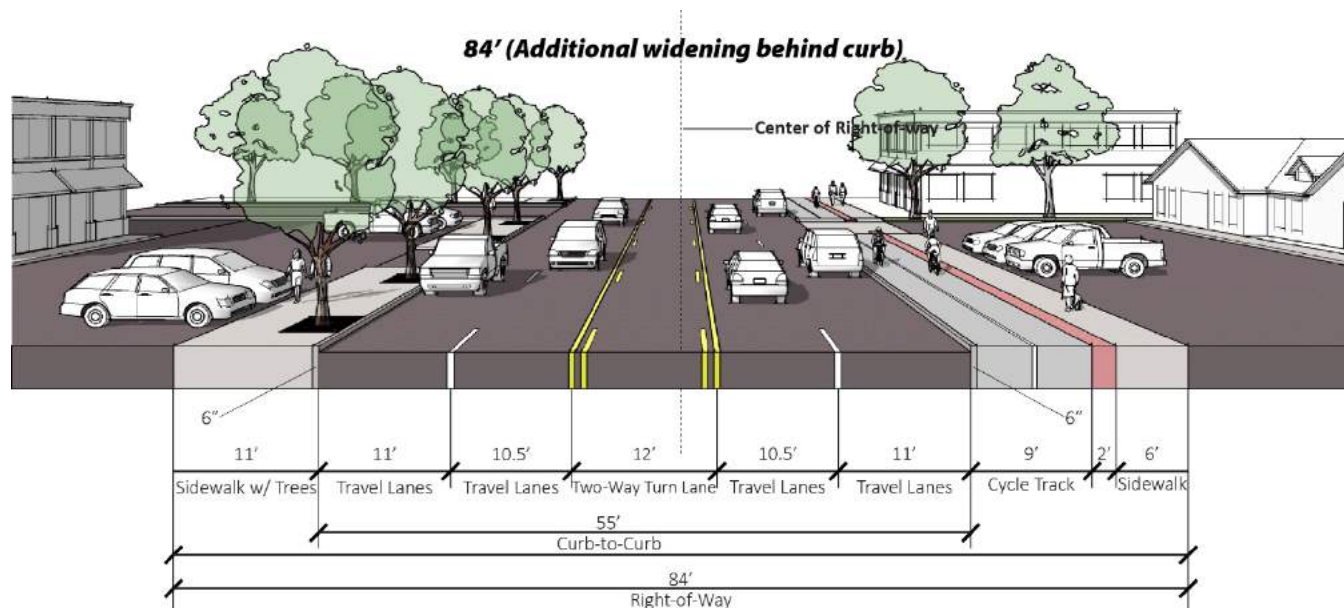 84′ (Additional widening behind curb)
Center of Right-of-way
6″
6″
11′
11′
10.5′
12′
10.5′
11′
9′
2′
6′
Sidewalk w/ Trees
Travel Lanes
Travel Lanes
Two-Way Turn Lane
Travel Lanes
Travel Lanes
Cycle Track
Sidewalk
55′
Curb-to-Curb
84′
Right-of-Way